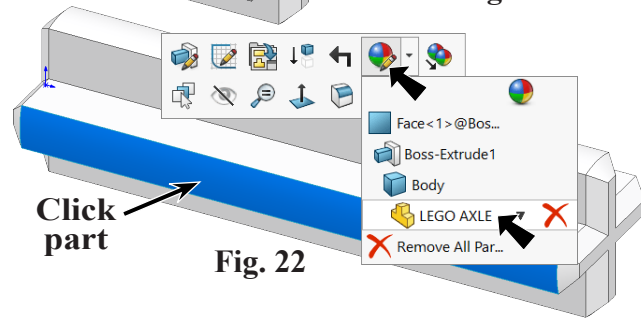 Face<1>@Bos...
Boss-Extrude1
Body
LEGO AXLE
Remove All Par...
Click
part
Fig. 22